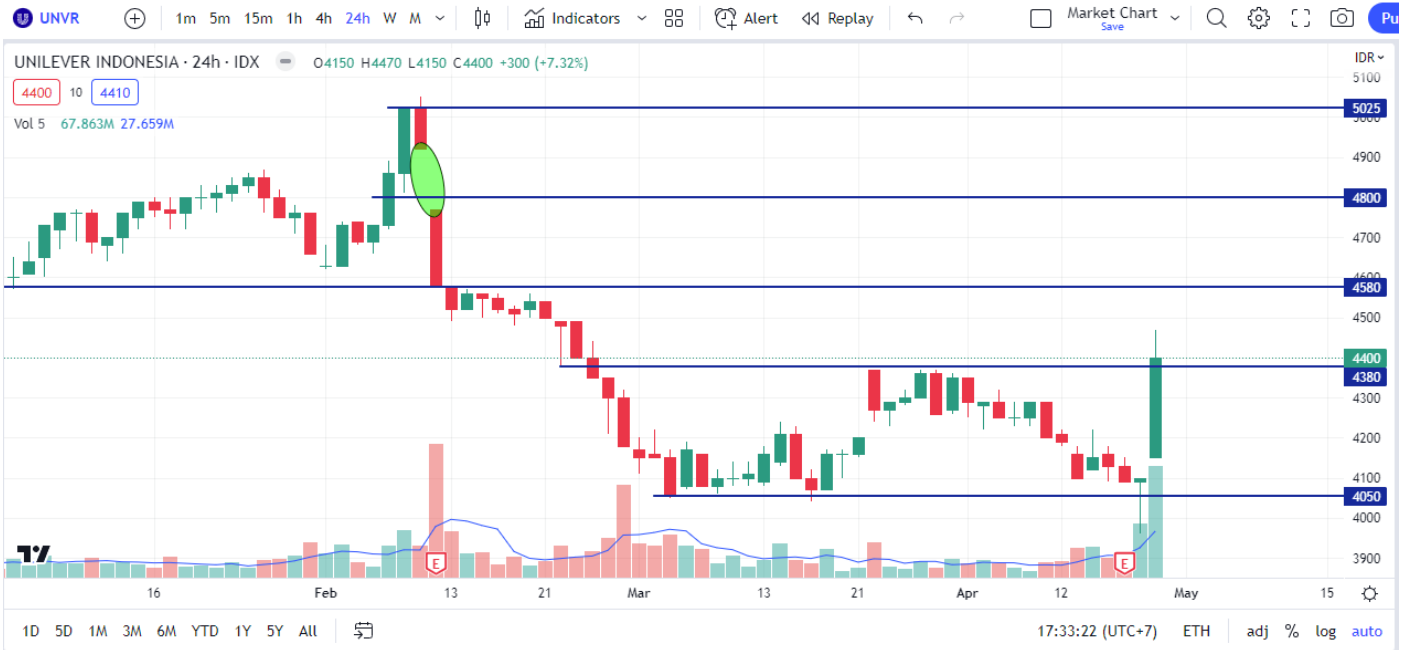 UNVR 1m 5m 15m 1h 4h 24h W M Indicators Alert Replay Market Chart Save Pu
UNILEVER INDONESIA · 24h · IDX O4150 H4470 L4150 C4400 +300 (+7.32%) IDR
4400 10 4410
Vol 5 67.863M 27.659M
5100
5025
5000
4900
4800
4700
4600
4580
4500
4400
4380
4300
4200
4100
4050
4000
3900
E E
16 Feb 13 21 Mar 13 21 Apr 12 May 15
1D 5D 1M 3M 6M YTD 1Y 5Y All 17:33:22 (UTC+7) ETH adj % log auto